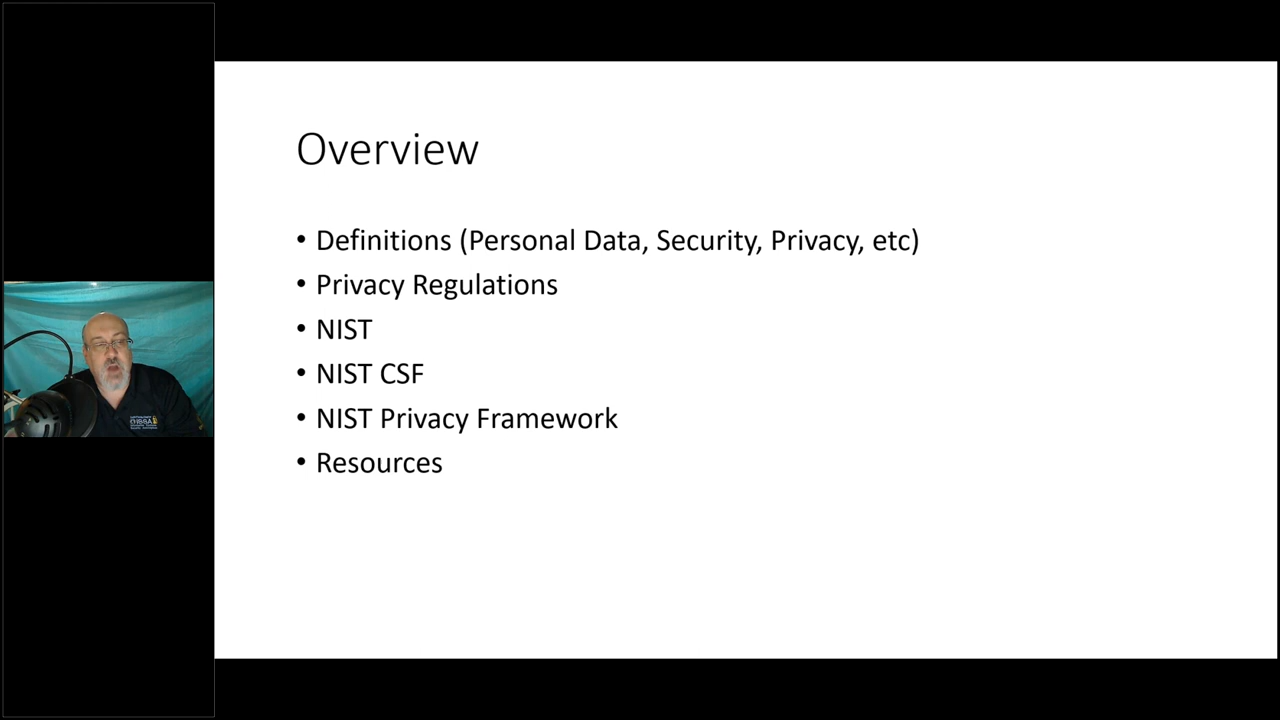 Overview
• Definitions (Personal Data, Security, Privacy, etc)
• Privacy Regulations
• NIST
• NIST CSF
• NIST Privacy Framework
• Resources